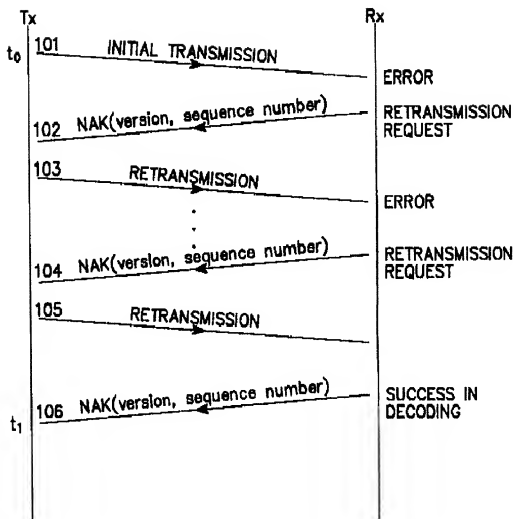 Tx
Rx
t0
101
INITIAL TRANSMISSION
ERROR
102
NAK(version, sequence number)
RETRANSMISSION
REQUEST
103
RETRANSMISSION
ERROR
104
NAK(version, sequence number)
RETRANSMISSION
REQUEST
105
RETRANSMISSION
106
NAK(version, sequence number)
SUCCESS IN
DECODING
t1